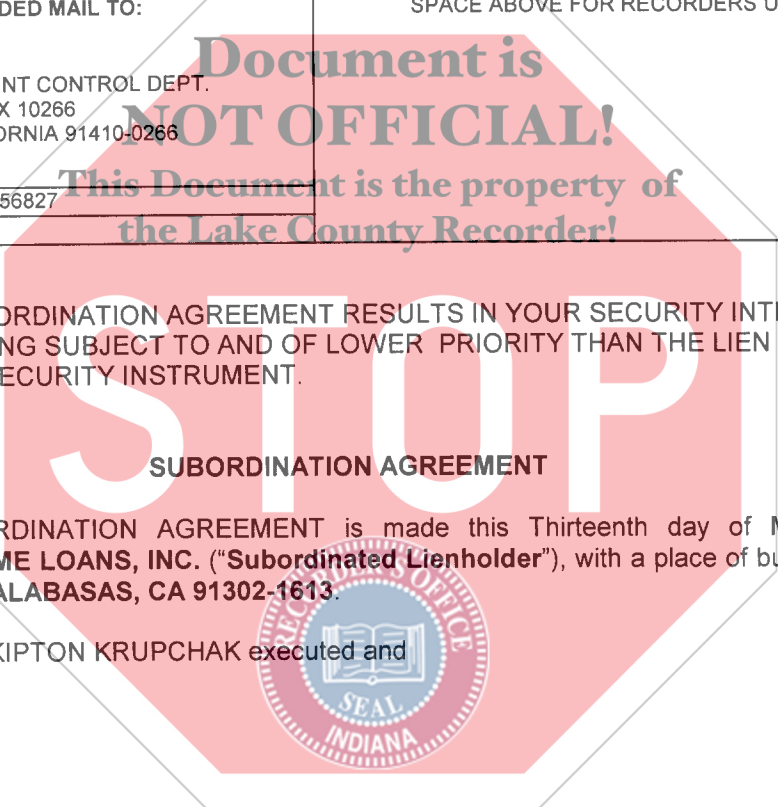 DED MAIL TO:
SPACE ABOVE FOR RECORDERS U
NT CONTROL DEPT.
X 10266
ORNIA 91410-0266
56827
Document is
NOT OFFICIAL!
This Document is the property of
the Lake County Recorder!
STOP
ORDINATION AGREEMENT RESULTS IN YOUR SECURITY INT
NG SUBJECT TO AND OF LOWER PRIORITY THAN THE LIEN
ECURITY INSTRUMENT.
SUBORDINATION AGREEMENT
RDINATION AGREEMENT is made this Thirteenth day of M
ME LOANS, INC. ("Subordinated Lienholder"), with a place of bu
ALABASAS, CA 91302-1613.
KIPTON KRUPCHAK executed and
RECORDER'S OFFICE
SEAL
INDIANA